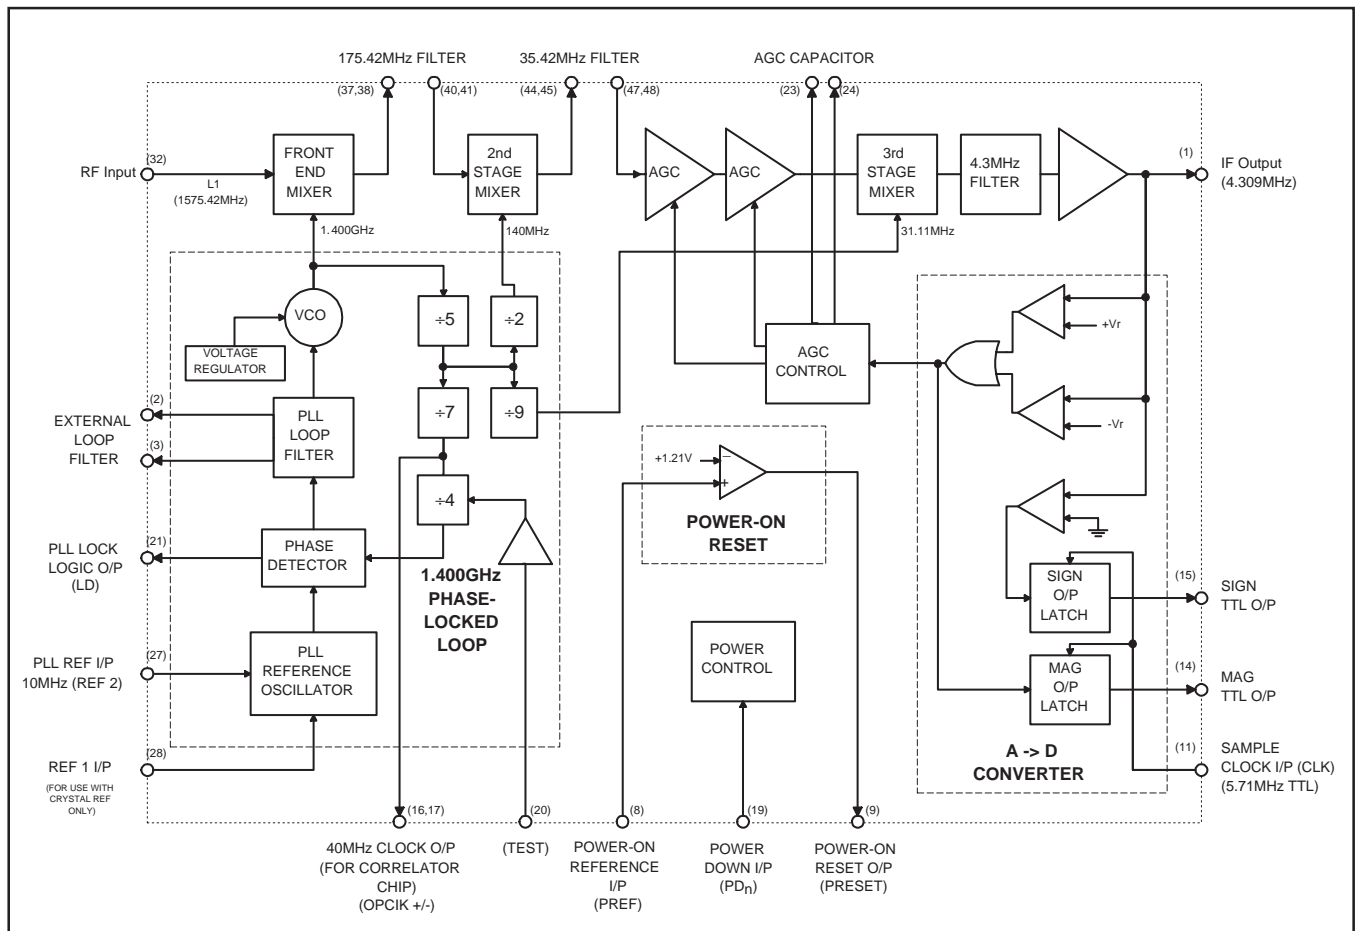 175.42MHz FILTER
35.42MHz FILTER
AGC CAPACITOR
(37,38)
(40,41)
(44,45)
(47,48)
(23)
(24)
RF Input
(32)
L1
(1575.42MHz)
FRONT
END
MIXER
2nd
STAGE
MIXER
AGC
AGC
3rd
STAGE
MIXER
4.3MHz
FILTER
(1)
IF Output
(4.309MHz)
1.400GHz
140MHz
31.11MHz
VCO
÷5
÷2
VOLTAGE
REGULATOR
AGC
CONTROL
+Vr
-Vr
÷7
÷9
EXTERNAL
LOOP
FILTER
(2)
(3)
PLL
LOOP
FILTER
÷4
+1.21V
−
+
POWER-ON
RESET
PLL LOCK
LOGIC O/P
(LD)
(21)
PHASE
DETECTOR
1.400GHz
PHASE-
LOCKED
LOOP
SIGN
O/P
LATCH
(15)
SIGN
TTL O/P
PLL REF I/P
10MHz (REF 2)
(27)
PLL
REFERENCE
OSCILLATOR
POWER
CONTROL
MAG
O/P
LATCH
(14)
MAG
TTL O/P
REF 1 I/P
(FOR USE WITH
CRYSTAL REF
ONLY)
(28)
A -> D
CONVERTER
(11)
SAMPLE
CLOCK I/P (CLK)
(5.71MHz TTL)
(16,17)
(20)
(8)
(19)
(9)
40MHz CLOCK O/P
(FOR CORRELATOR
CHIP)
(OPCIK +/-)
(TEST)
POWER-ON
REFERENCE
I/P
(PREF)
POWER
DOWN I/P
(PDn)
POWER-ON
RESET O/P
(PRESET)